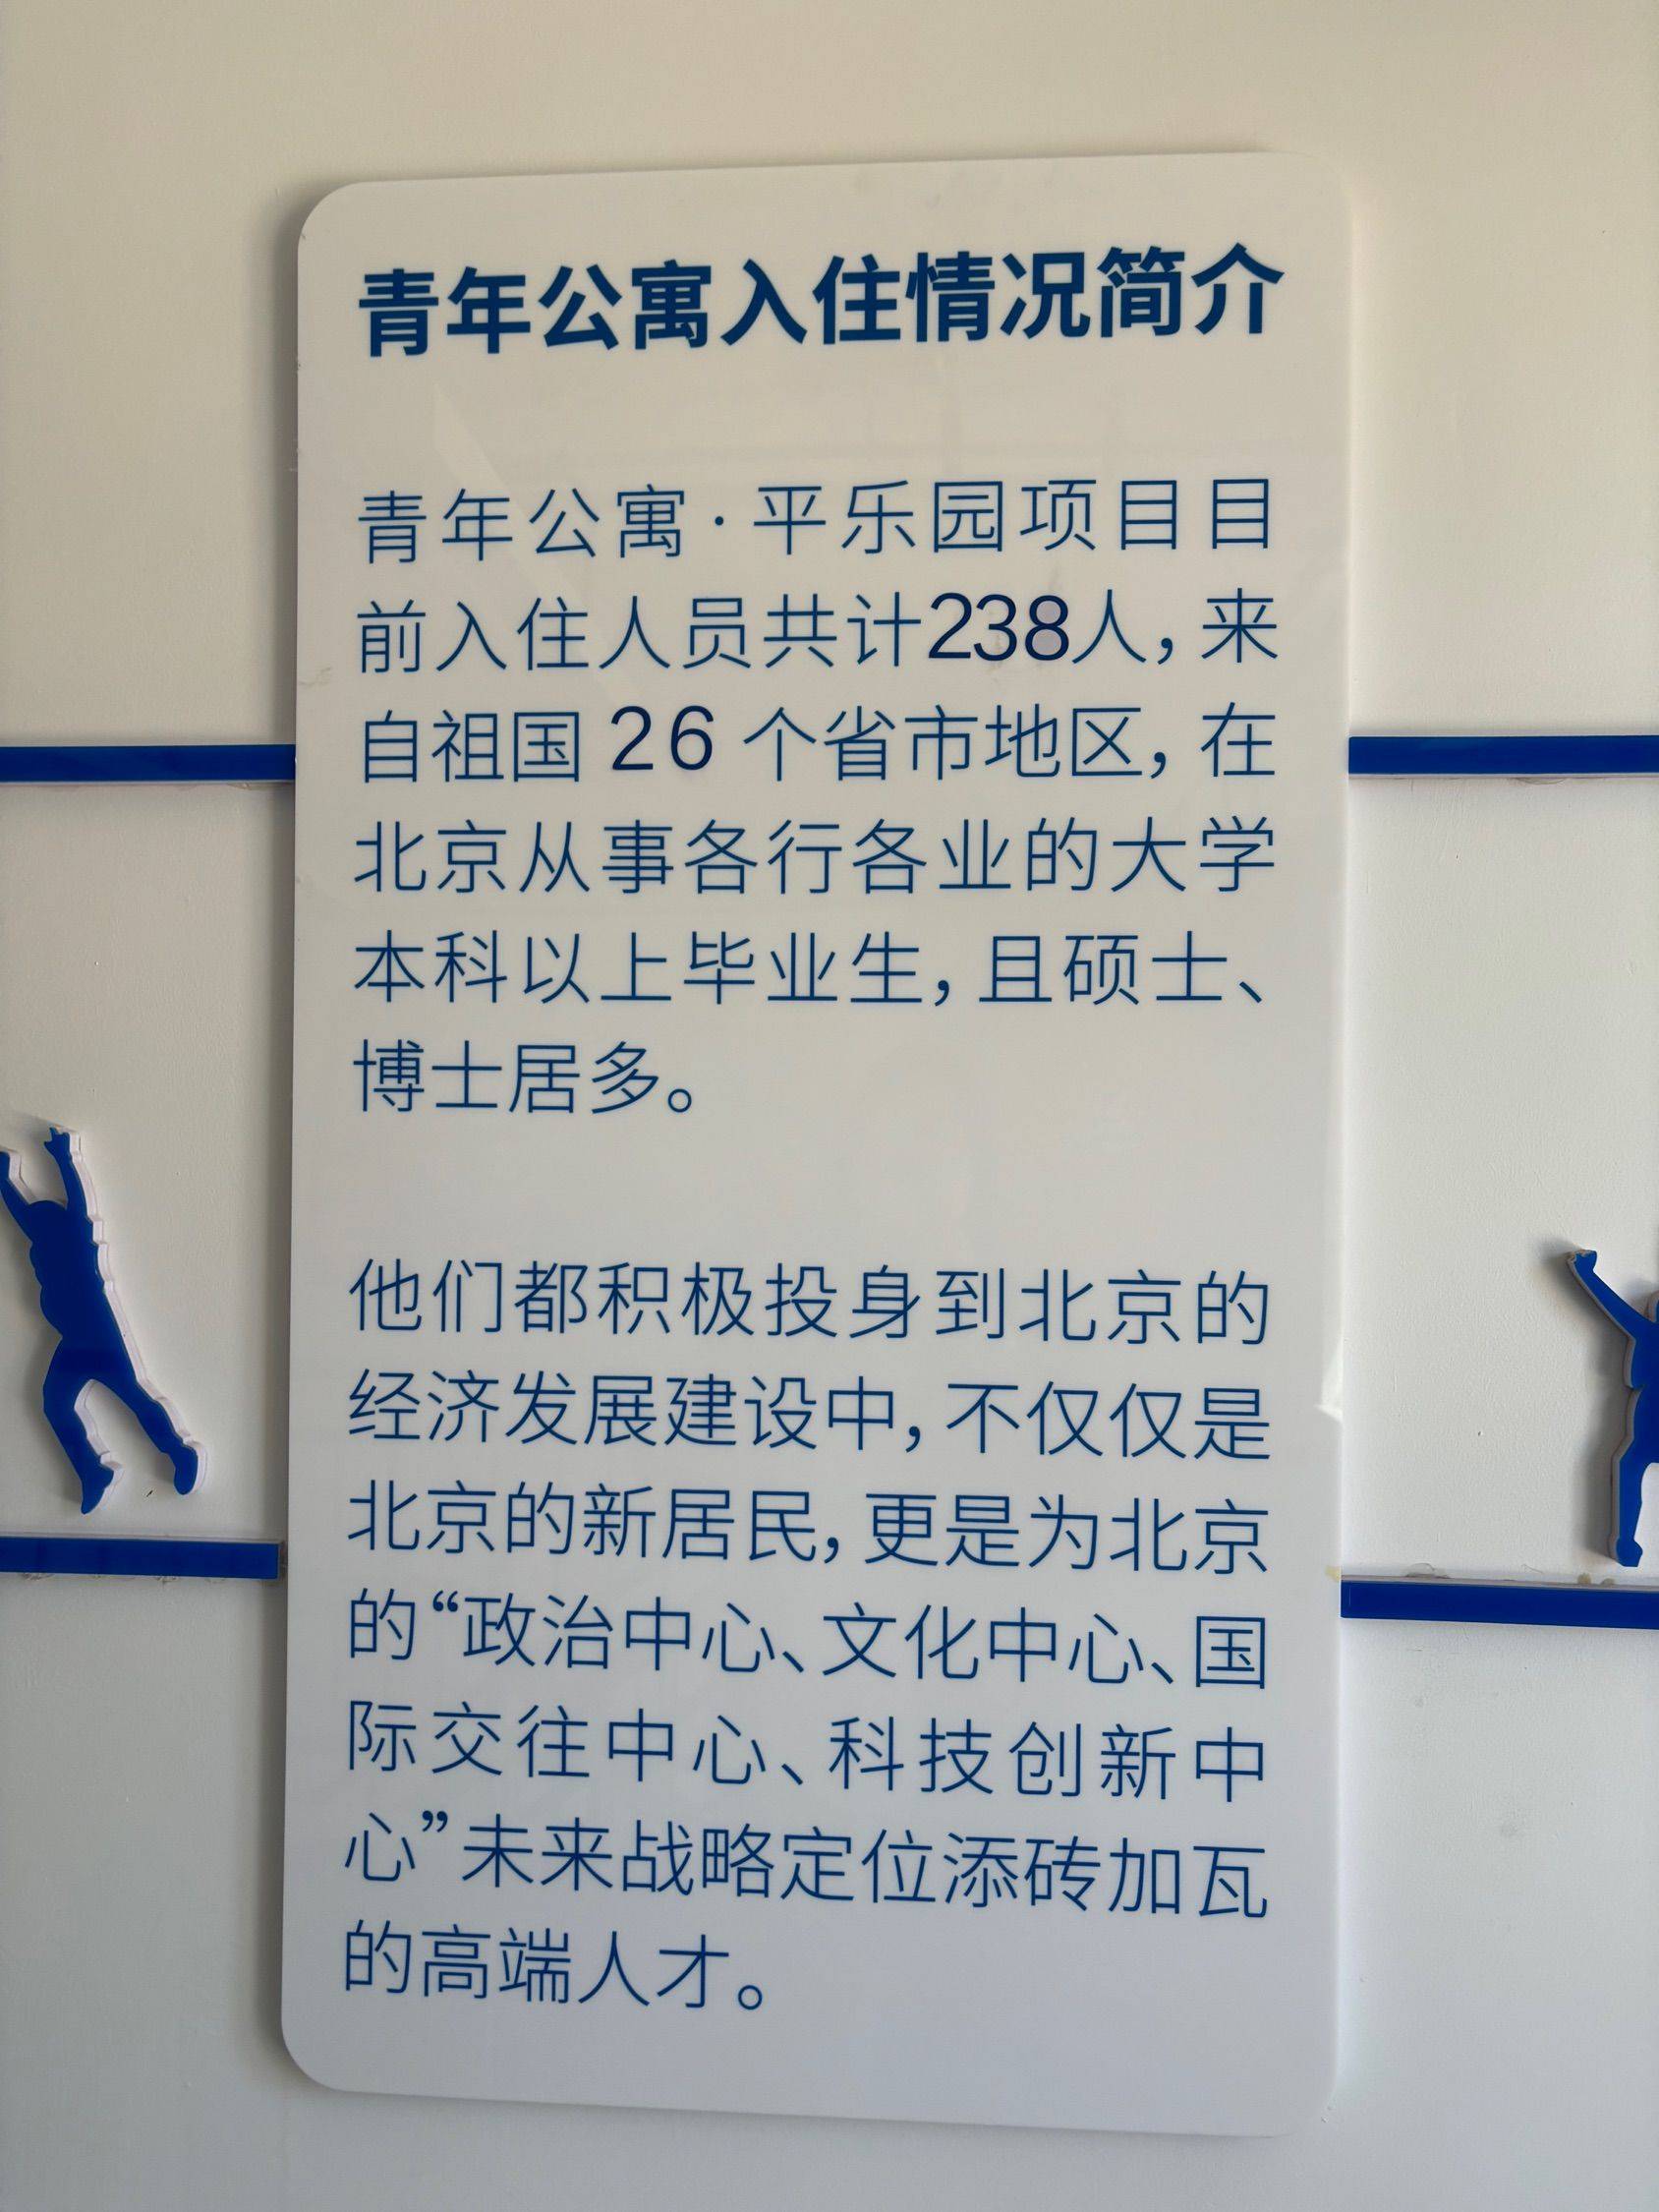 青年公寓入住情况简介
青年公寓·平乐园项目目
前入住人员共计238人，来
自祖国 26 个省市地区，在
北京从事各行各业的大学
本科以上毕业生，且硕士、
博士居多。
他们都积极投身到北京的
经济发展建设中，不仅仅是
北京的新居民，更是为北京
的“政治中心、文化中心、国
际交往中心、科技创新中
心”未来战略定位添砖加瓦
的高端人才。